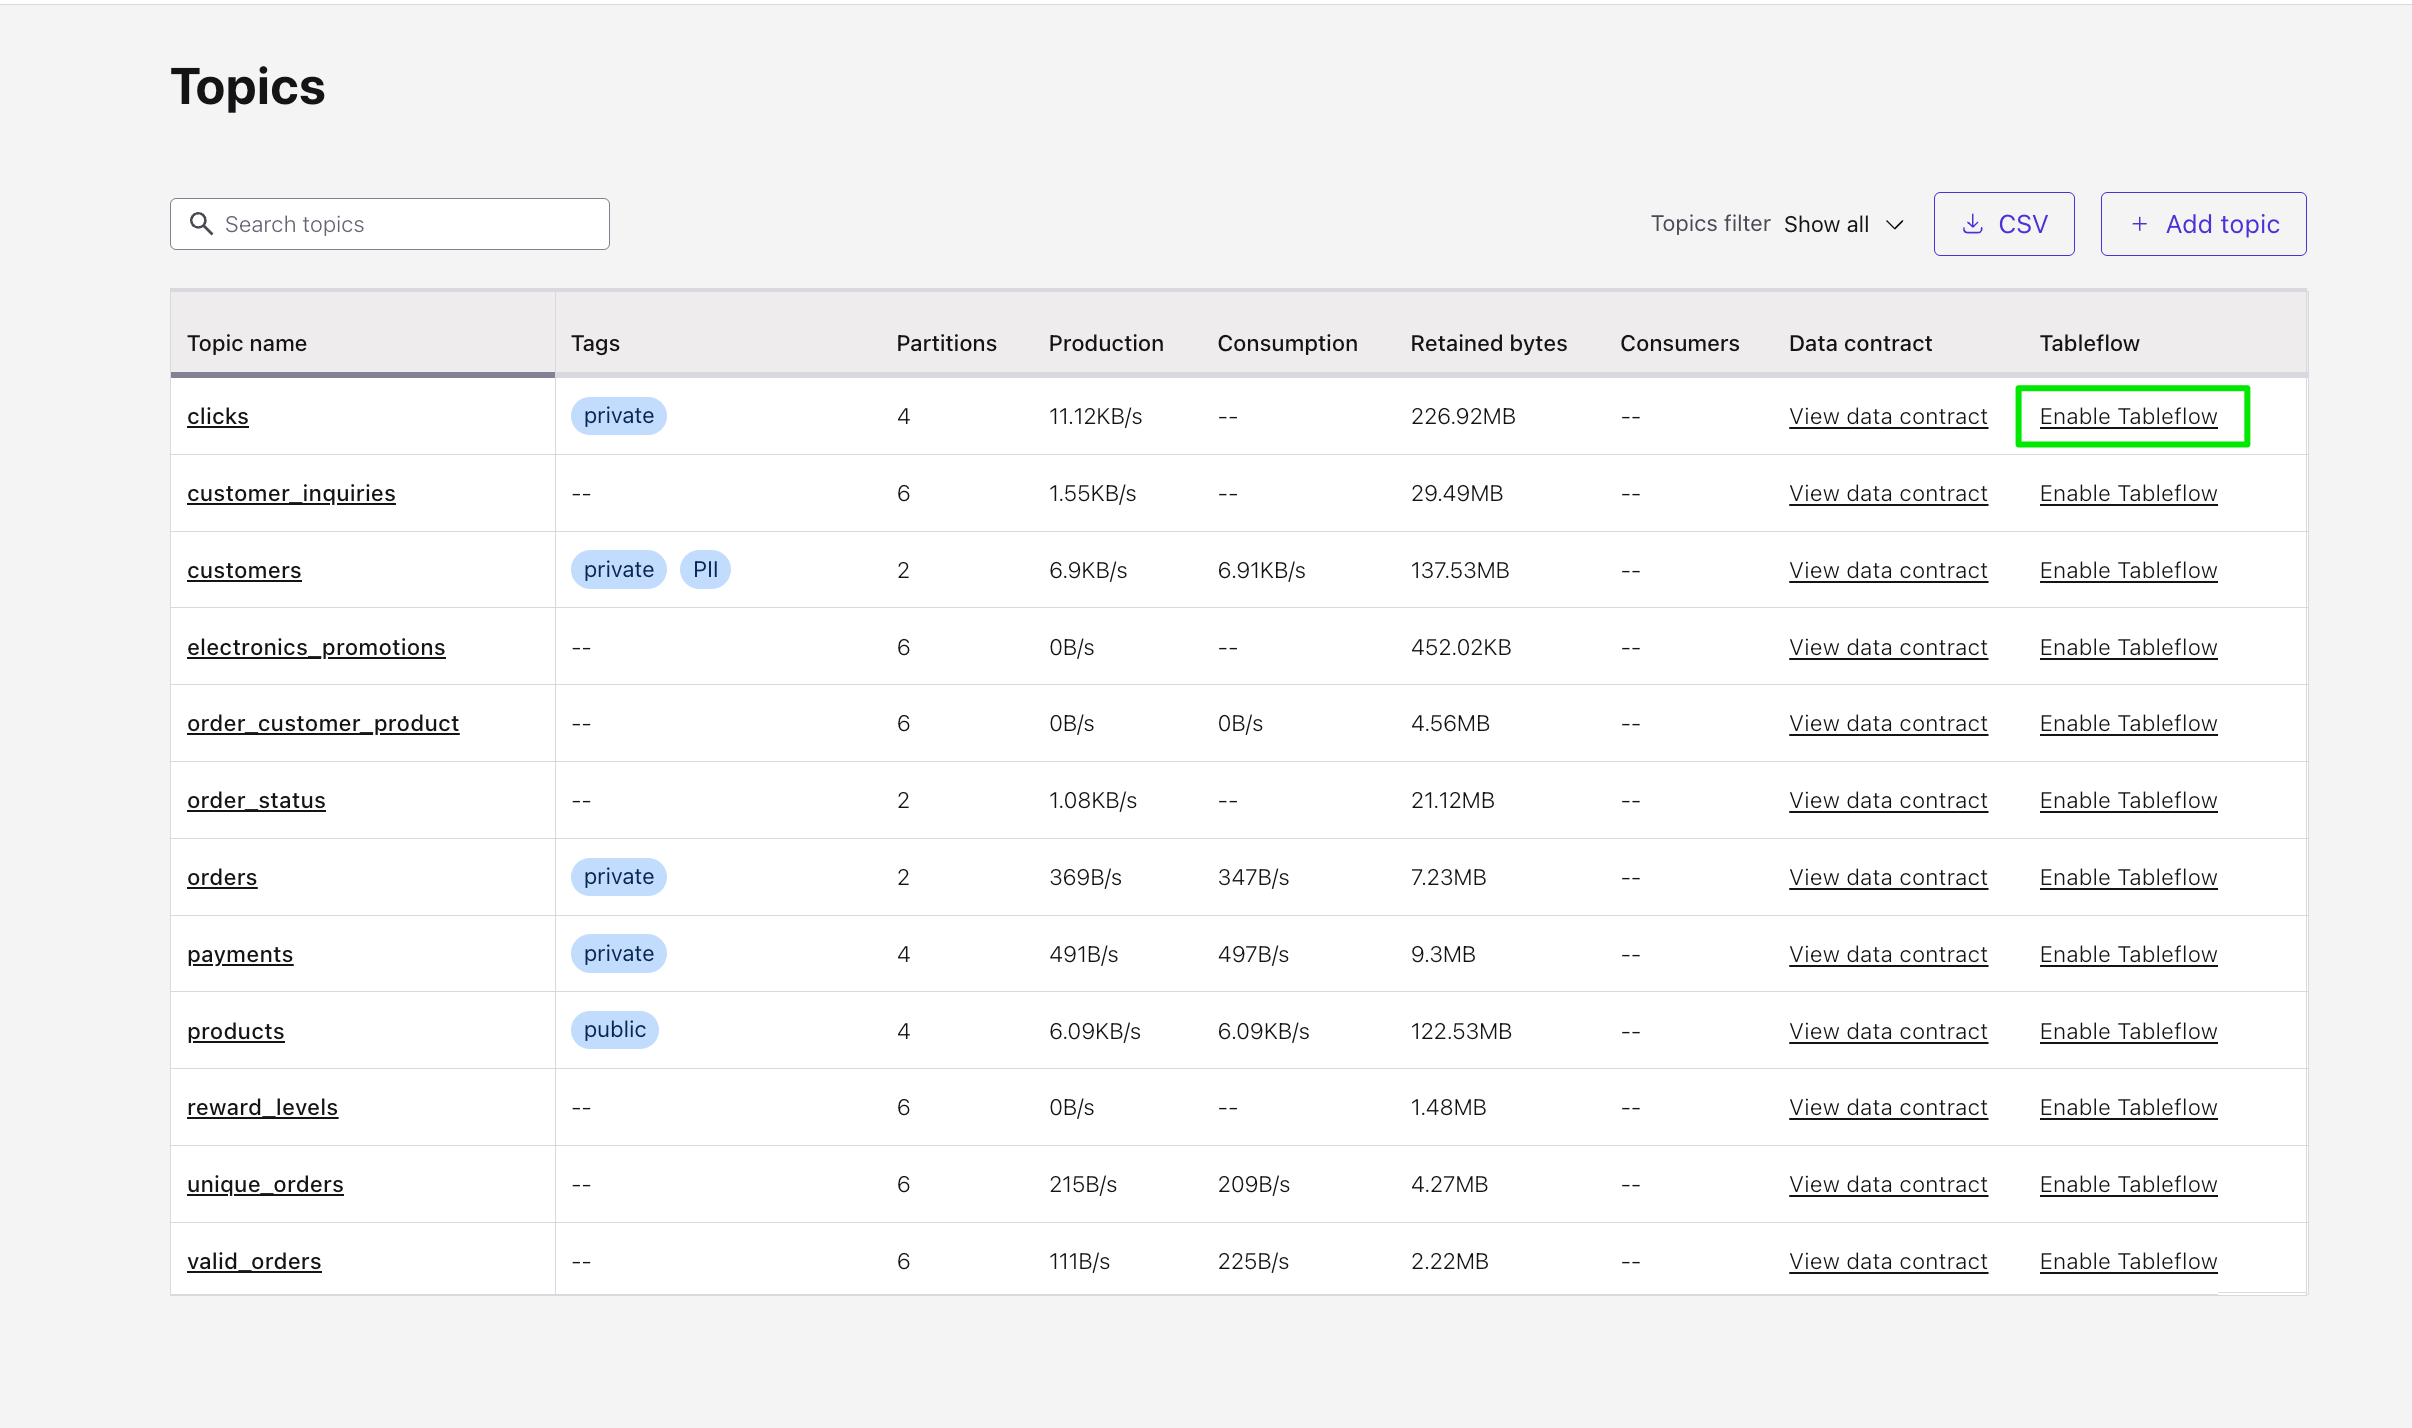 Topics
Search topics
Topics filter Show all CSV + Add topic
Topic name Tags Partitions Production Consumption Retained bytes Consumers Data contract Tableflow
clicks private 4 11.12KB/s -- 226.92MB -- View data contract Enable Tableflow
customer_inquiries -- 6 1.55KB/s -- 29.49MB -- View data contract Enable Tableflow
customers private PII 2 6.9KB/s 6.91KB/s 137.53MB -- View data contract Enable Tableflow
electronics_promotions -- 6 0B/s -- 452.02KB -- View data contract Enable Tableflow
order_customer_product -- 6 0B/s 0B/s 4.56MB -- View data contract Enable Tableflow
order_status -- 2 1.08KB/s -- 21.12MB -- View data contract Enable Tableflow
orders private 2 369B/s 347B/s 7.23MB -- View data contract Enable Tableflow
payments private 4 491B/s 497B/s 9.3MB -- View data contract Enable Tableflow
products public 4 6.09KB/s 6.09KB/s 122.53MB -- View data contract Enable Tableflow
reward_levels -- 6 0B/s -- 1.48MB -- View data contract Enable Tableflow
unique_orders -- 6 215B/s 209B/s 4.27MB -- View data contract Enable Tableflow
valid_orders -- 6 111B/s 225B/s 2.22MB -- View data contract Enable Tableflow